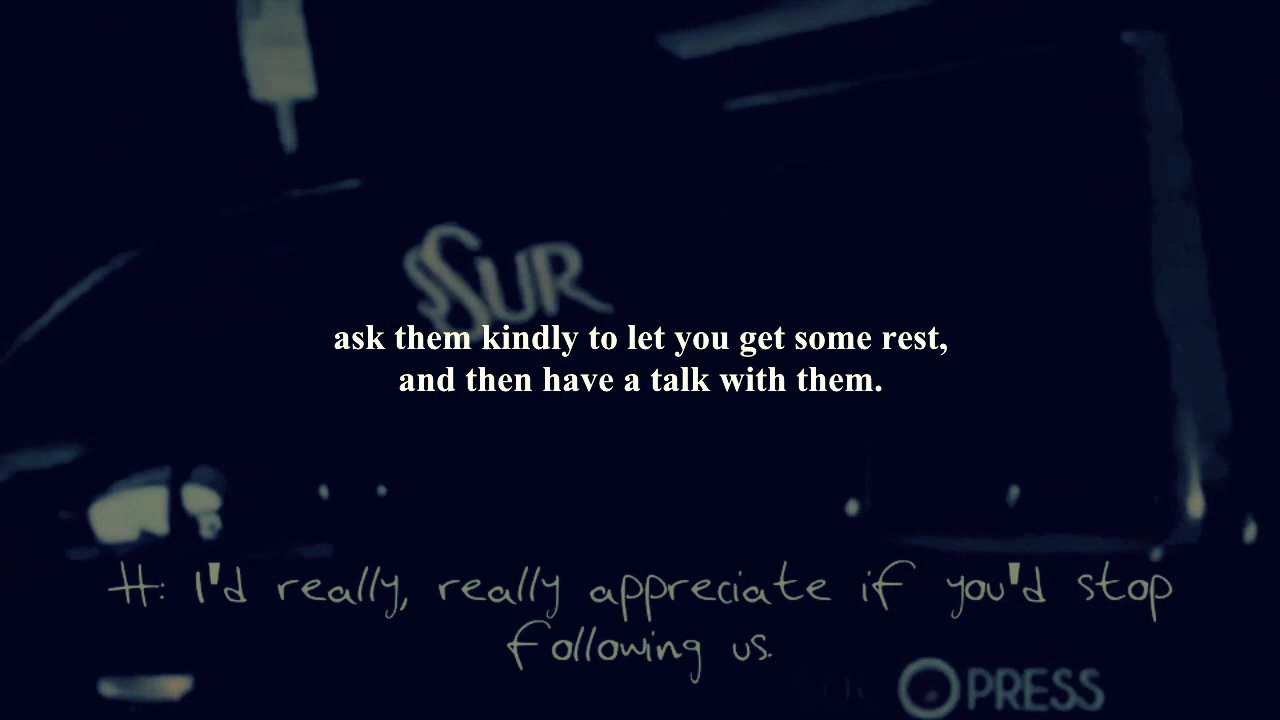 SUR
ask them kindly to let you get some rest,
and then have a talk with them.
H: I'd really, really appreciate if you'd stop
following us.
PRESS